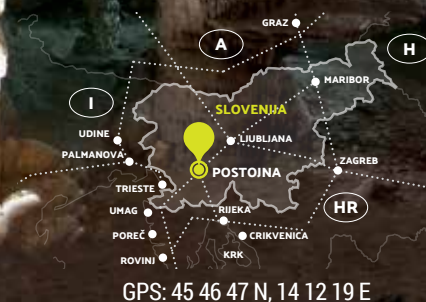 GRAZ
A
H
MARIBOR
I
SLOVENIJA
UDINE
LJUBLJANA
PALMANOVA
ZAGREB
POSTOJNA
TRIESTE
HR
UMAG
RIJEKA
POREČ
CRIKVENICA
KRK
ROVINJ
GPS: 45 46 47 N, 14 12 19 E